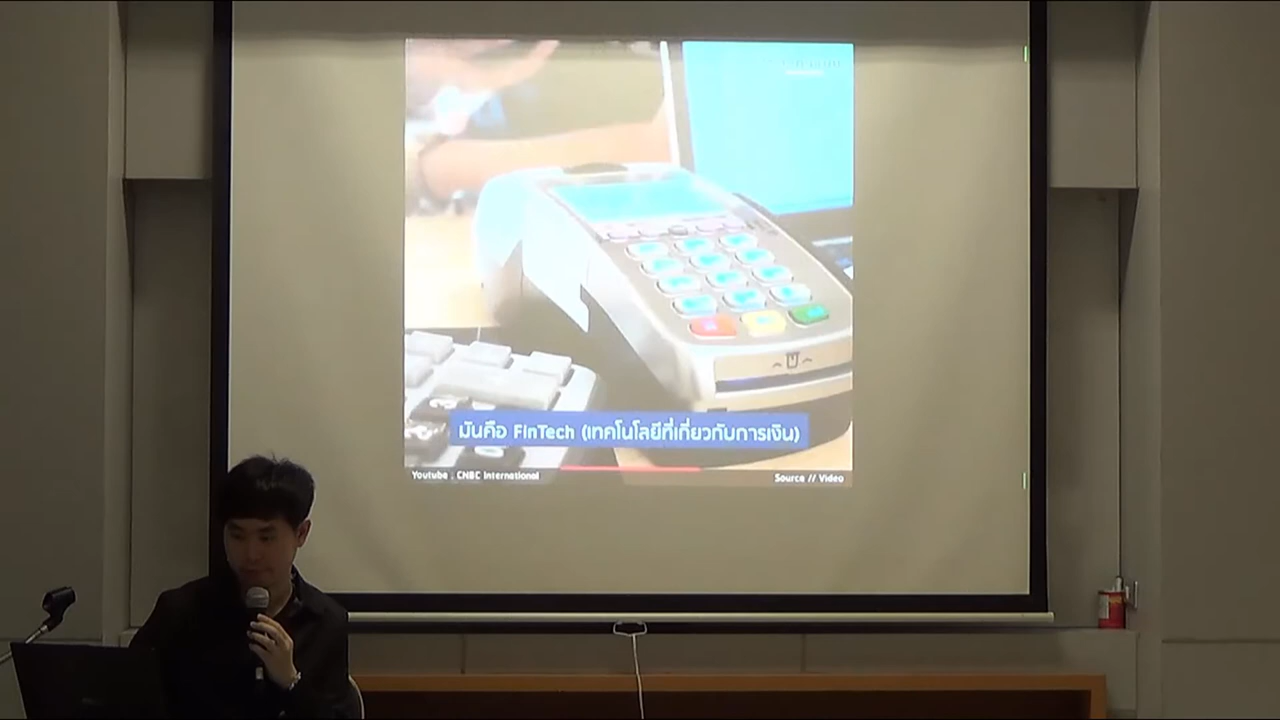 มันคือ FinTech (เทคโนโลยีที่เกี่ยวกับการเงิน)
Youtube : CNBC International
Source // Video